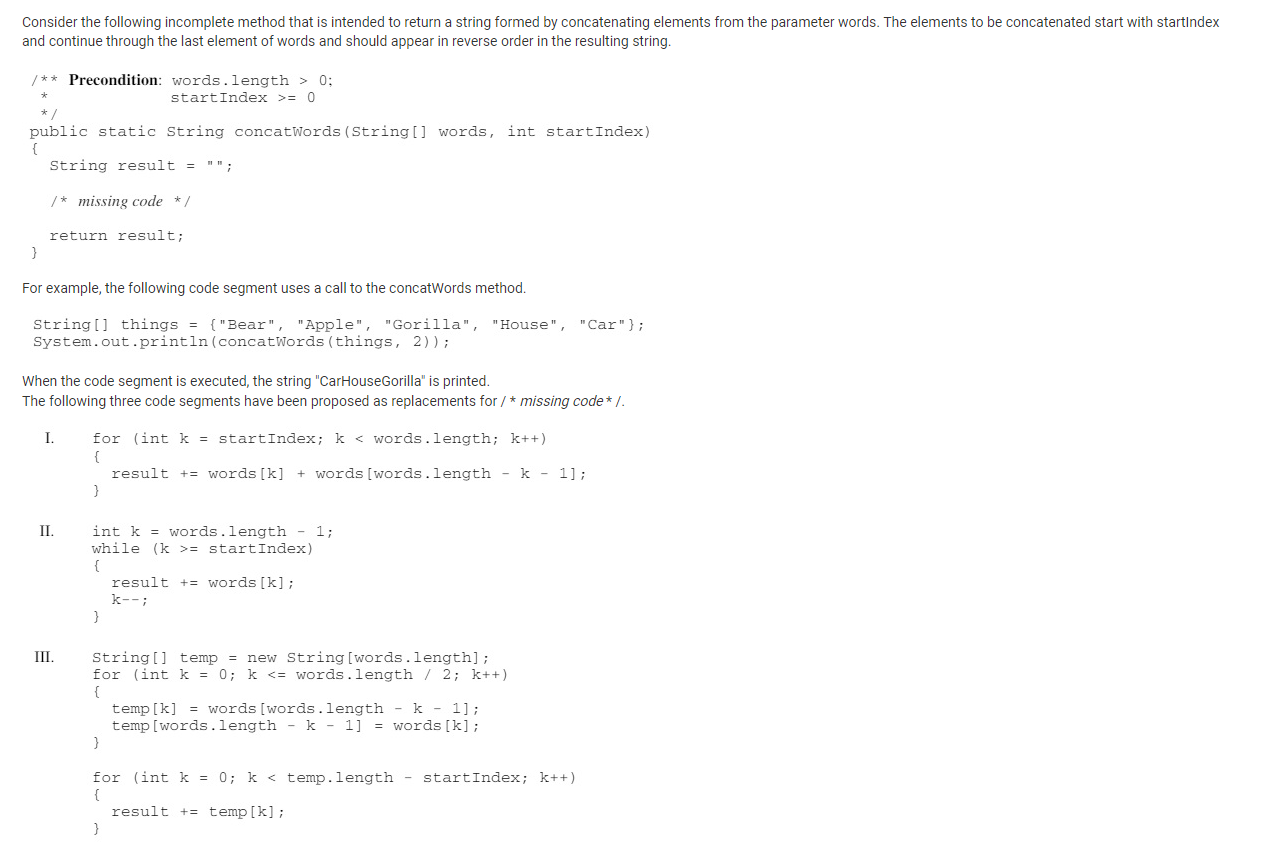 Consider the following incomplete method that is intended to return a string formed by concatenating elements from the parameter words. The elements to be concatenated start with startIndex
and continue through the last element of words and should appear in reverse order in the resulting string.
/** Precondition: words.length > 0;
* startIndex >= 0
*/
public static String concatWords(String[] words, int startIndex)
{
String result = "";
/* missing code */
return result;
}
For example, the following code segment uses a call to the concatWords method.
String[] things = {"Bear", "Apple", "Gorilla", "House", "Car"};
System.out.println(concatWords(things, 2));
When the code segment is executed, the string "CarHouseGorilla" is printed.
The following three code segments have been proposed as replacements for / * missing code* /.
I. for (int k = startIndex; k < words.length; k++)
{
result += words[k] + words[words.length - k - 1];
}
II. int k = words.length - 1;
while (k >= startIndex)
{
result += words[k];
k--;
}
III. String[] temp = new String[words.length];
for (int k = 0; k <= words.length / 2; k++)
{
temp[k] = words[words.length - k - 1];
temp[words.length - k - 1] = words[k];
}
for (int k = 0; k < temp.length - startIndex; k++)
{
result += temp[k];
}